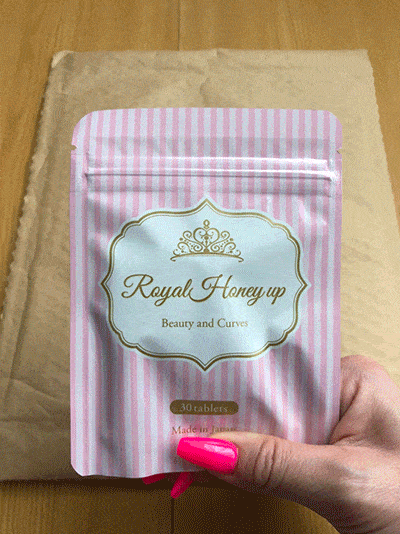 Royal Honey up
Beauty and Curves
30 tablets
Made in Japan